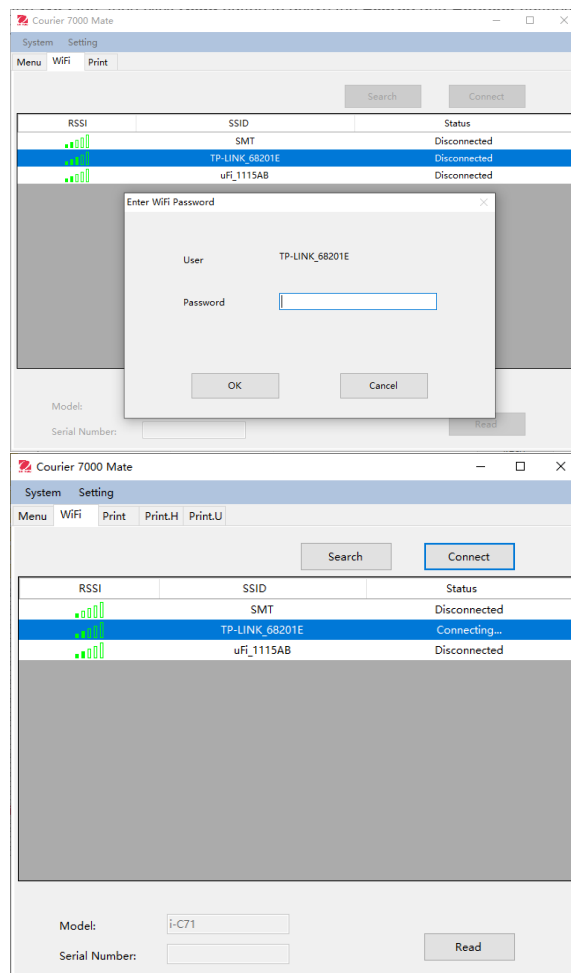 Courier 7000 Mate
System Setting
Menu WiFi Print
Search Connect
RSSI SSID Status
SMT Disconnected
TP-LINK_68201E Disconnected
uFi_1115AB Disconnected
Enter WiFi Password
User TP-LINK_68201E
Password
OK Cancel
Model:
Read
Serial Number:
Courier 7000 Mate
System Setting
Menu WiFi Print Print.H Print.U
Search Connect
RSSI SSID Status
SMT Disconnected
TP-LINK_68201E Connecting...
uFi_1115AB Disconnected
Model: i-C71
Read
Serial Number: